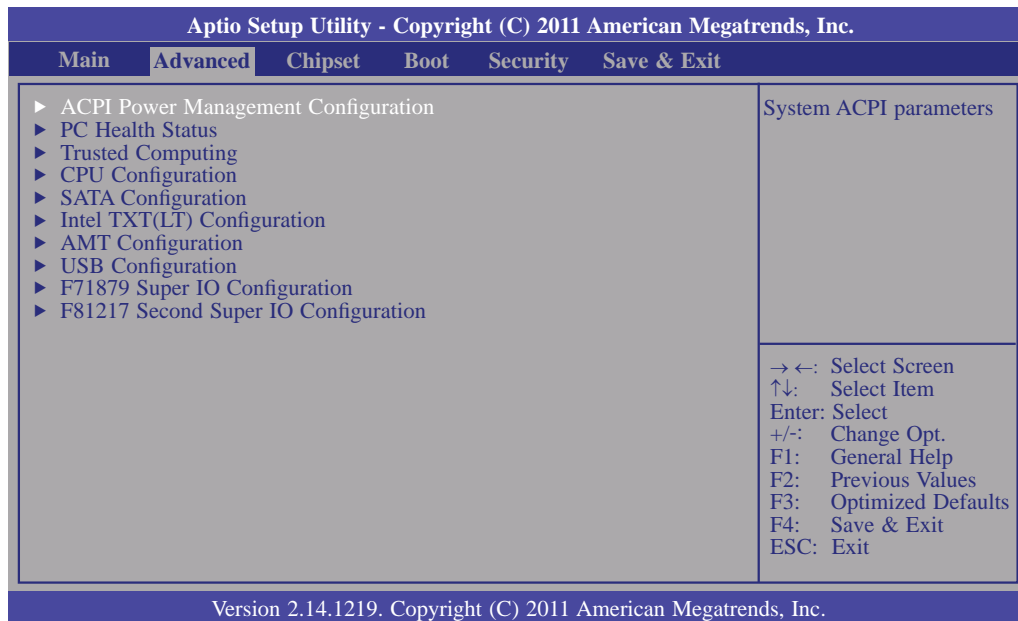 Aptio Setup Utility - Copyright (C) 2011 American Megatrends, Inc.
Main Advanced Chipset Boot Security Save & Exit
▶ ACPI Power Management Configuration
▶ PC Health Status
▶ Trusted Computing
▶ CPU Configuration
▶ SATA Configuration
▶ Intel TXT(LT) Configuration
▶ AMT Configuration
▶ USB Configuration
▶ F71879 Super IO Configuration
▶ F81217 Second Super IO Configuration
System ACPI parameters
→ ←: Select Screen
↑↓: Select Item
Enter: Select
+/-: Change Opt.
F1: General Help
F2: Previous Values
F3: Optimized Defaults
F4: Save & Exit
ESC: Exit
Version 2.14.1219. Copyright (C) 2011 American Megatrends, Inc.